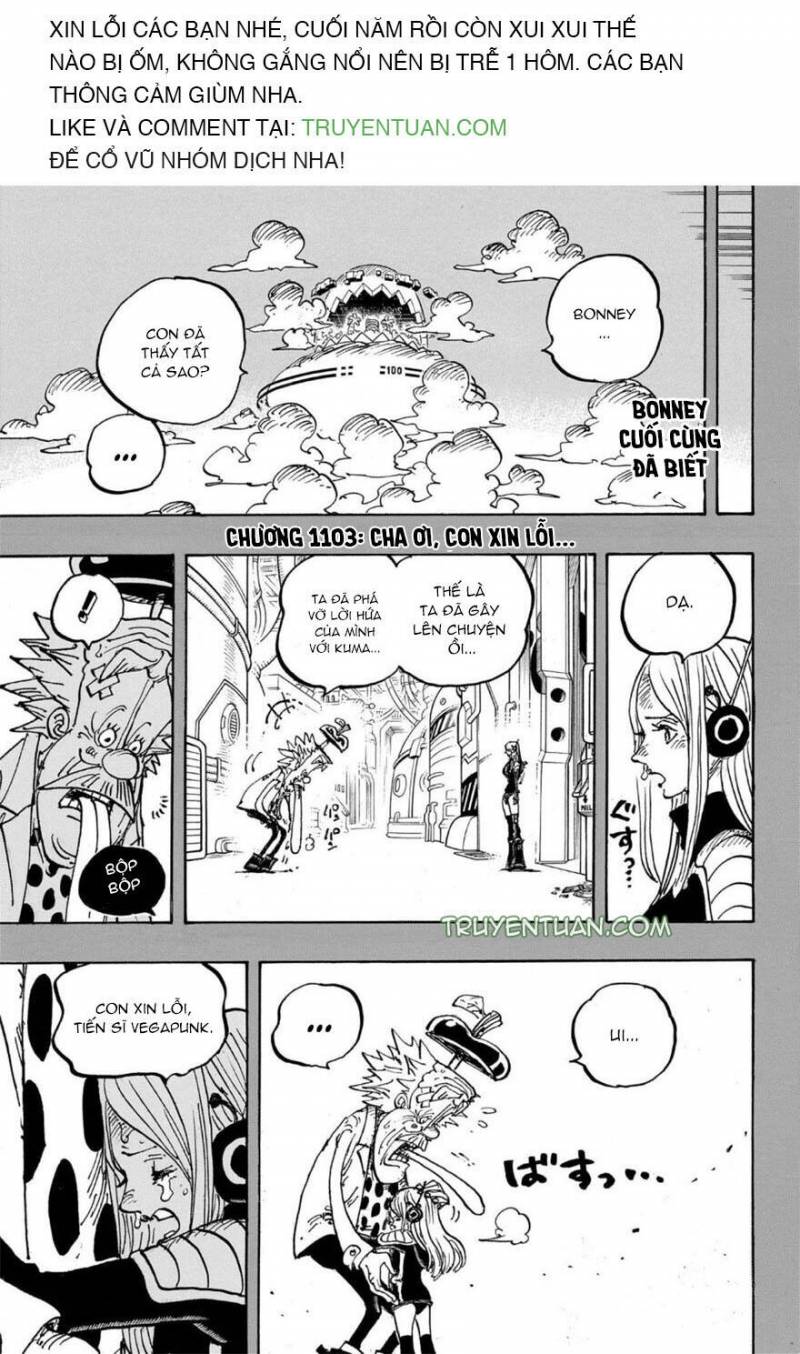 XIN LỖI CÁC BẠN NHÉ, CUỐI NĂM RỒI CÒN XUI XUI THẾ
NÀO BỊ ỐM, KHÔNG GẮNG NỔI NÊN BỊ TRỄ 1 HÔM. CÁC BẠN
THÔNG CẢM GIÙM NHA.
LIKE VÀ COMMENT TẠI: TRUYENTUAN.COM
ĐỂ CỔ VŨ NHÓM DỊCH NHA!
BONNEY
...
CON ĐÃ
THẤY TẤT
CẢ SAO?
100
...
BONNEY
CUỐI CÙNG
ĐÃ BIẾT
CHƯƠNG 1103: CHA ƠI, CON XIN LỖI...
DẠ.
ぐすっ…
THẾ LÀ
TA ĐÃ GÂY
LÊN CHUYỆN
ỒI...
TA ĐÃ PHÁ
VỠ LỜI HỨA
CỦA MÌNH
VỚI KUMA...
!
BỘP
BỘP
TRUYENTUAN.COM
UI...
...
ばすっ…
CON XIN LỖI,
TIẾN SĨ VEGAPUNK.